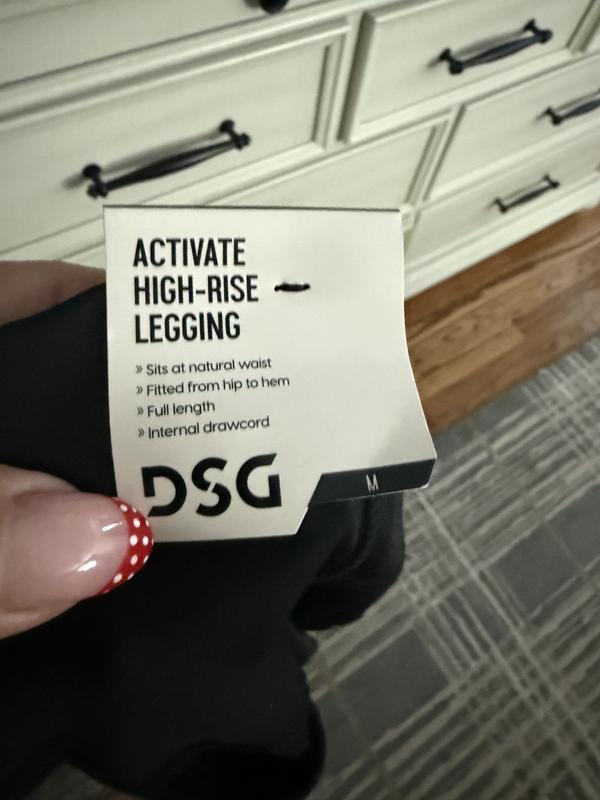 ACTIVATE
HIGH-RISE
LEGGING
» Sits at natural waist
» Fitted from hip to hem
» Full length
» Internal drawcord
DSG
M